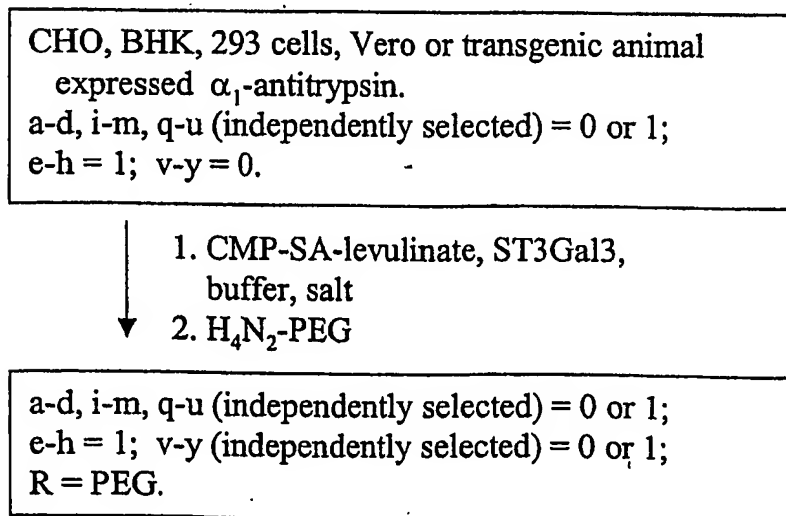 CHO, BHK, 293 cells, Vero or transgenic animal
expressed α₁-antitrypsin.
a-d, i-m, q-u (independently selected) = 0 or 1;
e-h = 1; v-y = 0.
1. CMP-SA-levulinate, ST3Gal3,
buffer, salt
2. H₄N₂-PEG
a-d, i-m, q-u (independently selected) = 0 or 1;
e-h = 1; v-y (independently selected) = 0 or 1;
R = PEG.